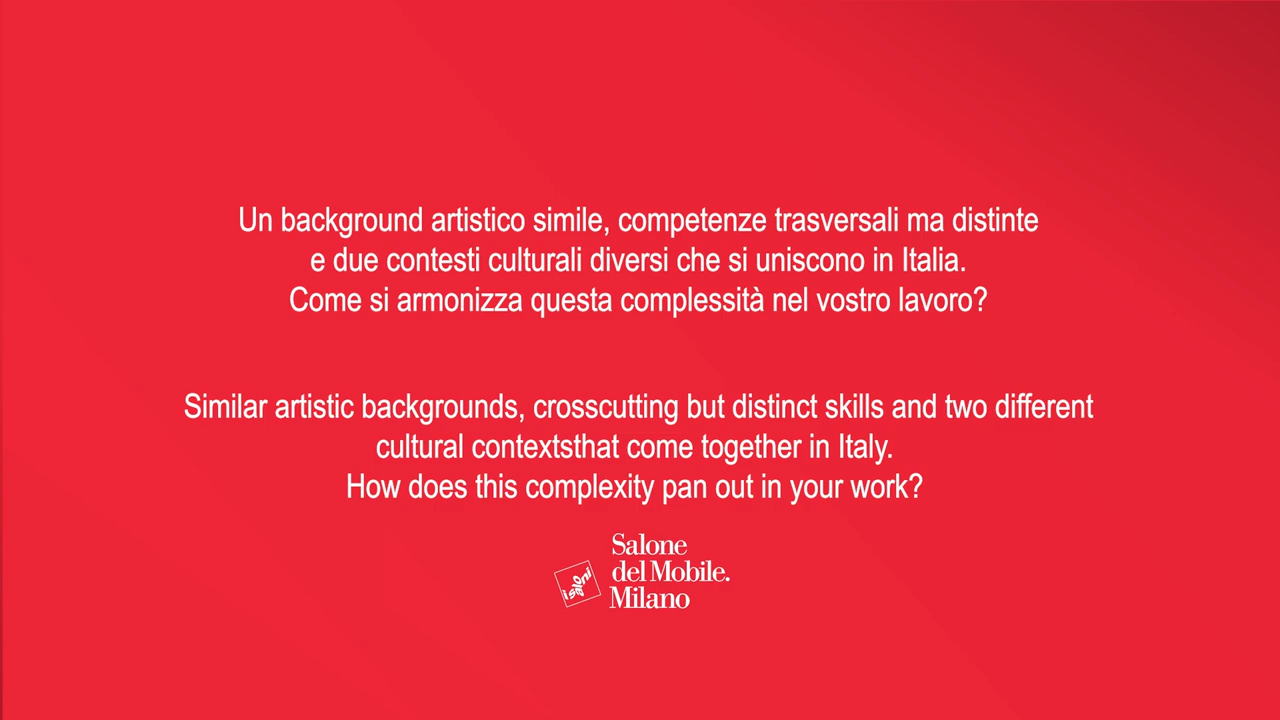 Un background artistico simile, competenze trasversali ma distinte
e due contesti culturali diversi che si uniscono in Italia.
Come si armonizza questa complessità nel vostro lavoro?
Similar artistic backgrounds, crosscutting but distinct skills and two different
cultural contextsthat come together in Italy.
How does this complexity pan out in your work?
i saloni
Salone
del Mobile.
Milano